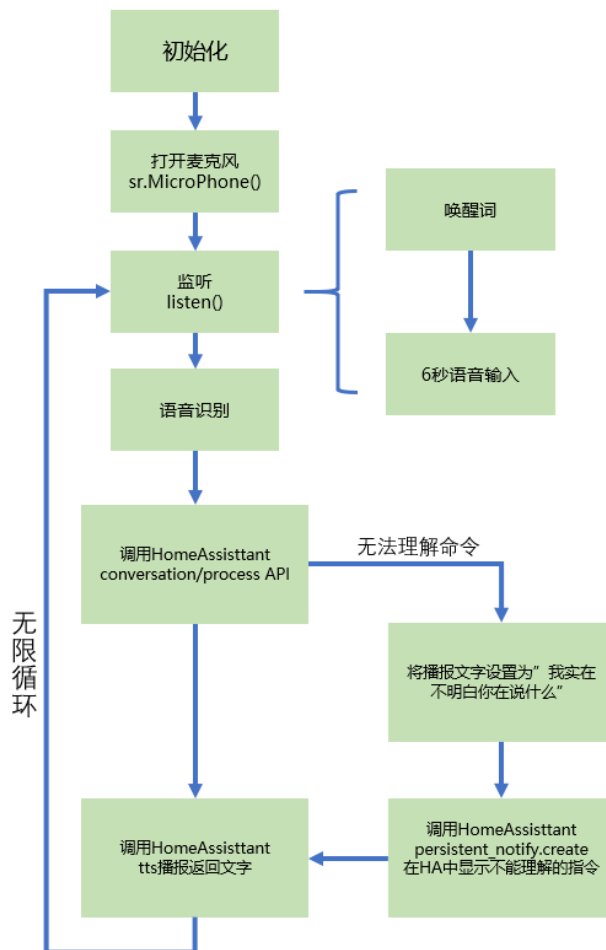 初始化
打开麦克风
sr.MicroPhone()
唤醒词
监听
listen()
6秒语音输入
语音识别
无法理解命令
调用HomeAssisttant
conversation/process API
无限循环
将播报文字设置为”我实在
不明白你在说什么”
调用HomeAssisttant
tts播报返回文字
调用HomeAssisttant
persistent_notify.create
在HA中显示不能理解的指令